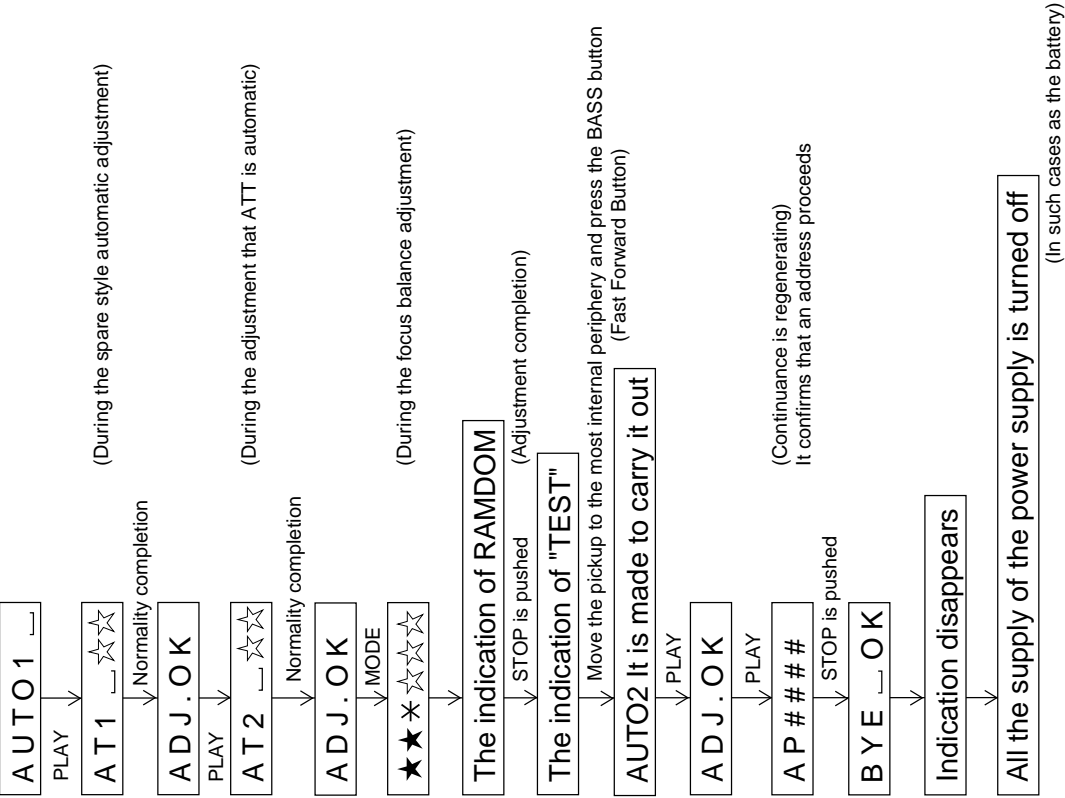 AUTO1 ⎵
PLAY
AT1 ⎵☆☆
(During the spare style automatic adjustment)
Normality completion
ADJ.OK
PLAY
AT2 ⎵☆☆
(During the adjustment that ATT is automatic)
Normality completion
ADJ.OK
MODE
★★*☆☆☆
(During the focus balance adjustment)
The indication of RAMDOM
STOP is pushed (Adjustment completion)
The indication of "TEST"
Move the pickup to the most internal periphery and press the BASS button
(Fast Forward Button)
AUTO2 It is made to carry it out
PLAY
ADJ.OK
PLAY
(Continuance is regenerating)
It confirms that an address proceeds
AP####
STOP is pushed
BYE ⎵ OK
Indication disappears
All the supply of the power supply is turned off
(In such cases as the battery)